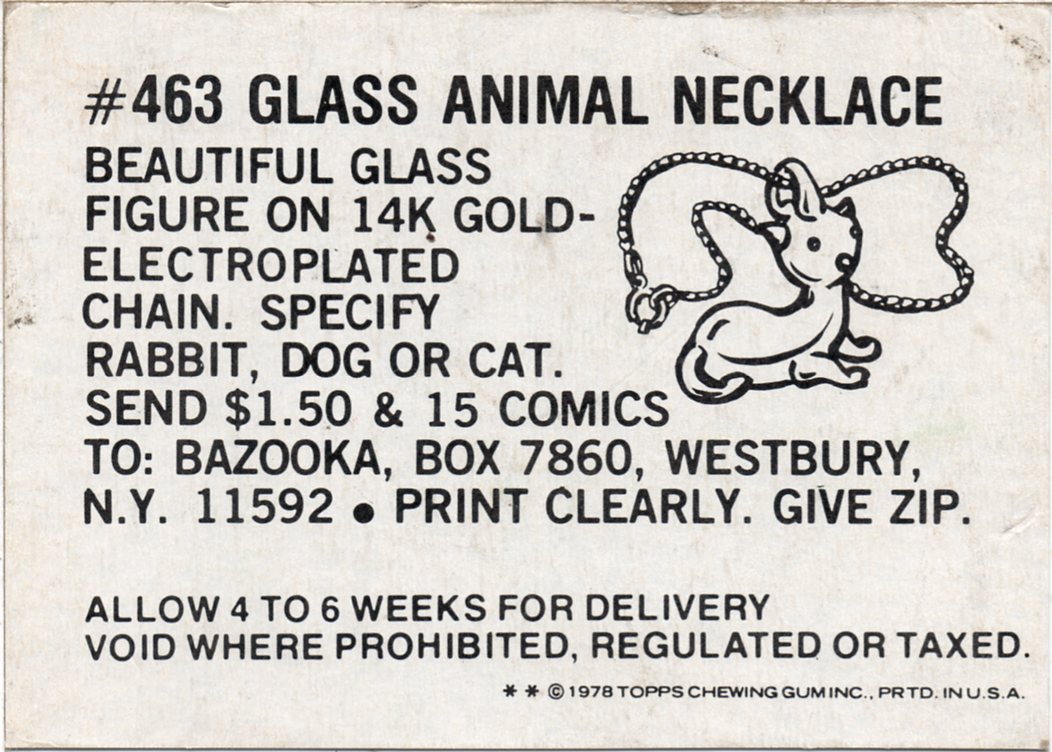 #463 GLASS ANIMAL NECKLACE
BEAUTIFUL GLASS
FIGURE ON 14K GOLD-
ELECTROPLATED
CHAIN. SPECIFY
RABBIT, DOG OR CAT.
SEND $1.50 & 15 COMICS
TO: BAZOOKA, BOX 7860, WESTBURY,
N.Y. 11592 ● PRINT CLEARLY. GIVE ZIP.
ALLOW 4 TO 6 WEEKS FOR DELIVERY
VOID WHERE PROHIBITED, REGULATED OR TAXED.
* * © 1978 TOPPS CHEWING GUM INC., PRTD. IN U.S.A.